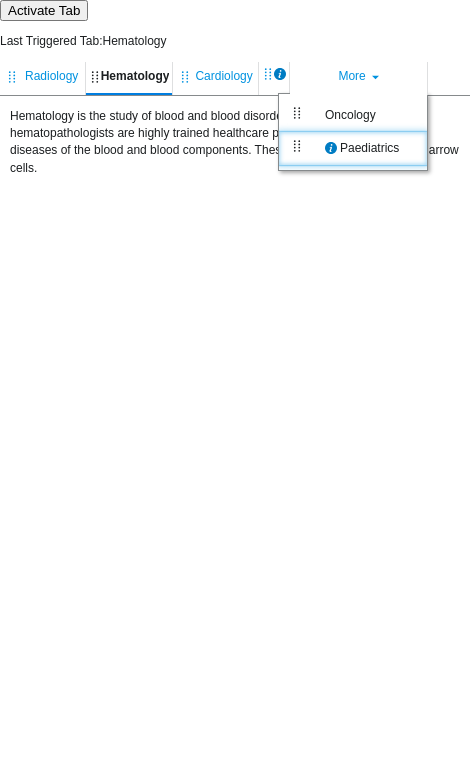 Activate Tab
Last Triggered Tab:Hematology
Radiology Hematology Cardiology More
Hematology is the study of blood and blood disorde
hematopathologists are highly trained healthcare p
diseases of the blood and blood components. Thes arrow
cells.
Oncology
Paediatrics